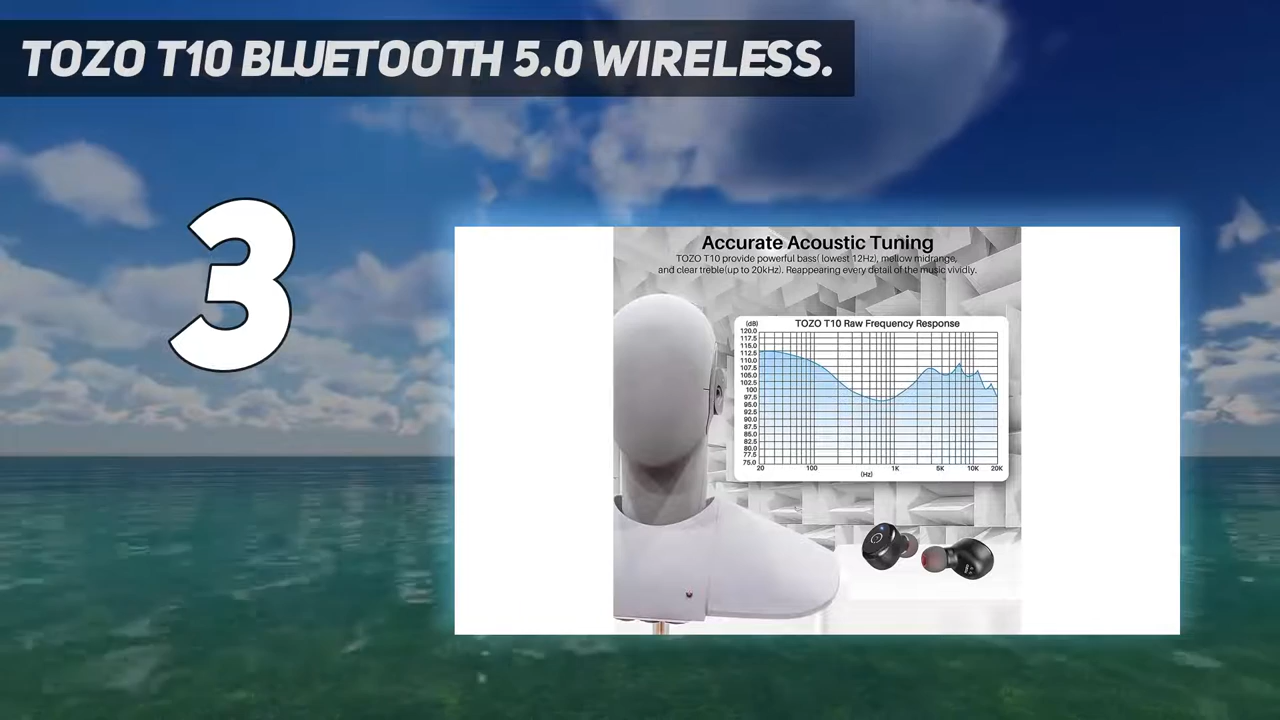 TOZO T10 BLUETOOTH 5.0 WIRELESS.
3
Accurate Acoustic Tuning
TOZO T10 provide powerful bass( lowest 12Hz), mellow midrange,
and clear treble(up to 20kHz). Reappearing every detail of the music vividly.
(dB)
TOZO T10 Raw Frequency Response
120.0
117.5
115.0
112.5
110.0
107.5
105.0
102.5
100
97.5
95.0
92.5
90.0
87.5
85.0
82.5
80.0
77.5
75.0
20 100 1K 5K 10K 20K
(Hz)